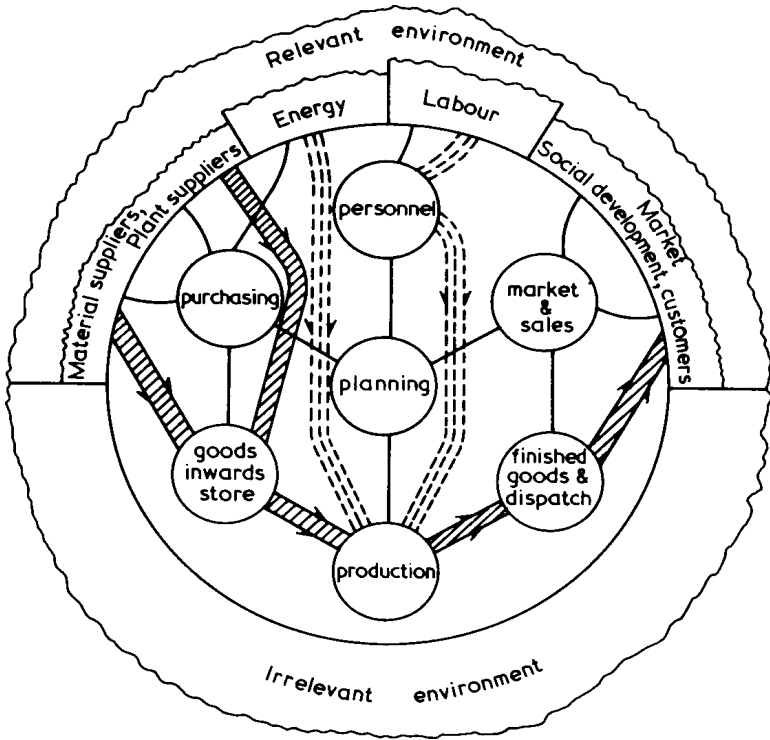 Relevant environment
Energy
Labour
Material suppliers,
Plant suppliers
Social development, customers
Market
personnel
purchasing
market
&
sales
planning
goods
inwards
store
finished
goods &
dispatch
production
Irrelevant environment